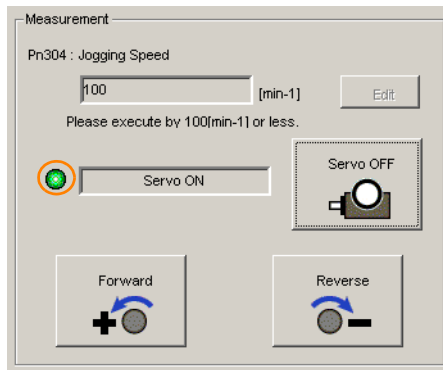 Measurement
Pn304 : Jogging Speed
100 [min-1] Edit
Please execute by 100[min-1] or less.
Servo ON
Servo OFF
Forward
Reverse